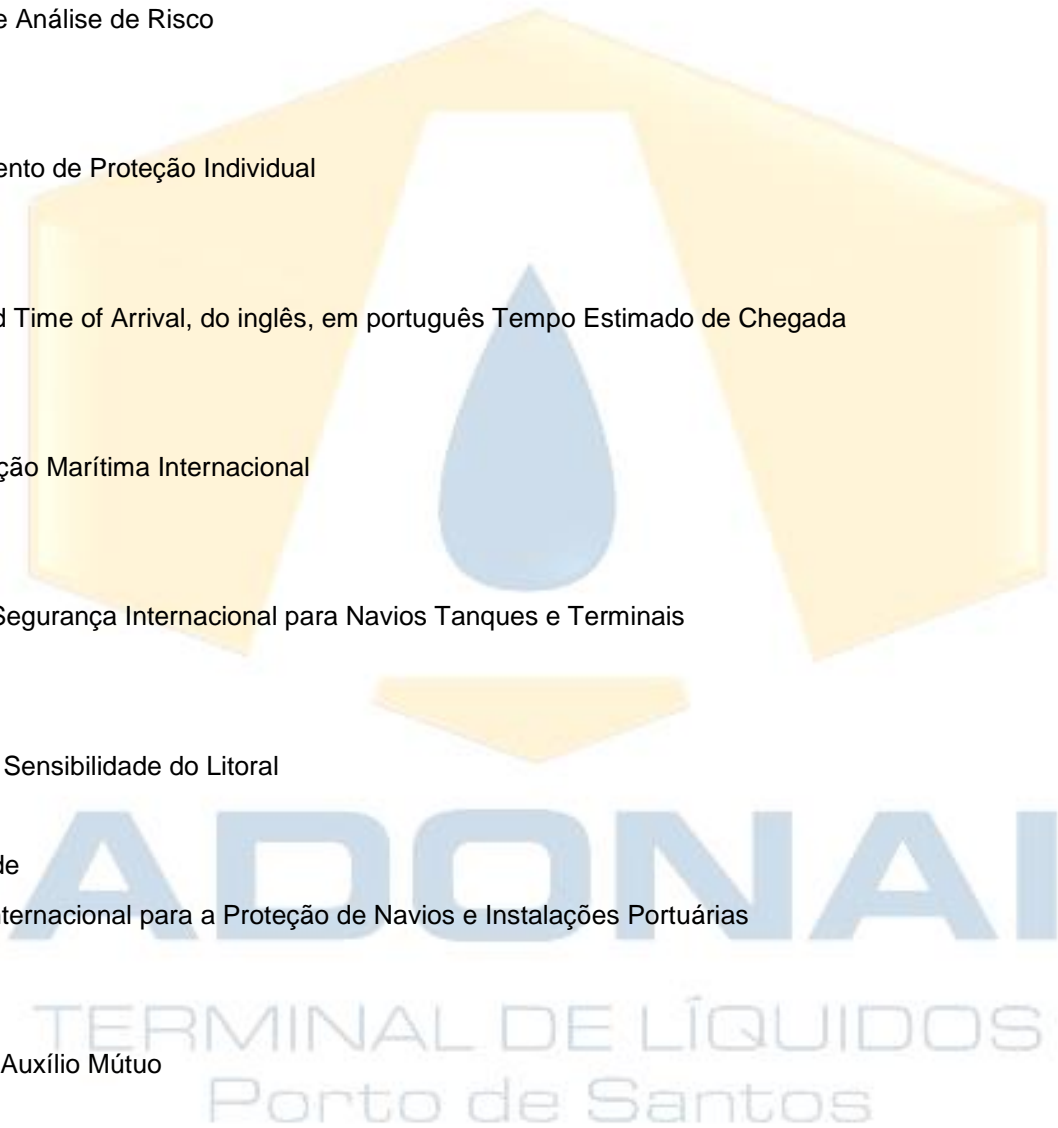 e Análise de Risco
ento de Proteção Individual
d Time of Arrival, do inglês, em português Tempo Estimado de Chegada
ção Marítima Internacional
Segurança Internacional para Navios Tanques e Terminais
Sensibilidade do Litoral
de
nternacional para a Proteção de Navios e Instalações Portuárias
ADONAI
TERMINAL DE LÍQUIDOS
Auxílio Mútuo
Porto de Santos